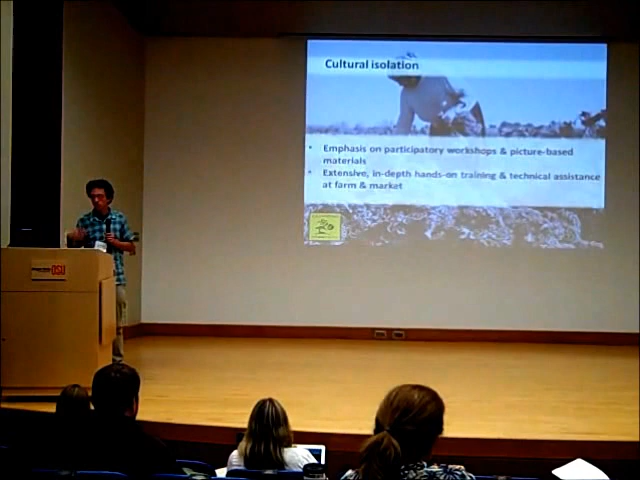 Cultural isolation
• Emphasis on participatory workshops & picture-based
materials
• Extensive, in-depth hands-on training & technical assistance
at farm & market
OSU